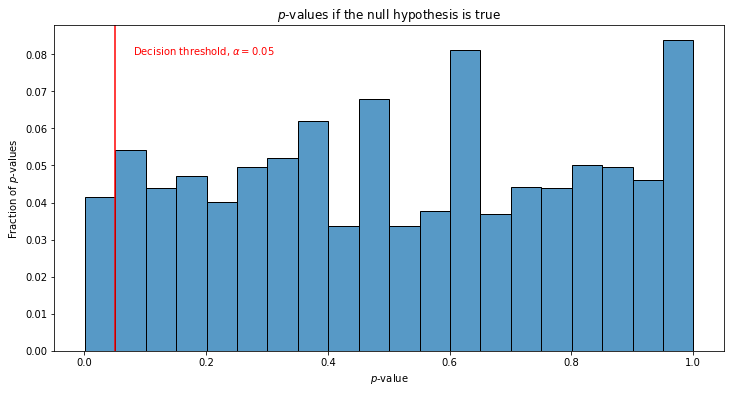 p-values if the null hypothesis is true
Decision threshold, α = 0.05
Fraction of p-values
0.08
0.07
0.06
0.05
0.04
0.03
0.02
0.01
0.00
0.0 0.2 0.4 0.6 0.8 1.0
p-value